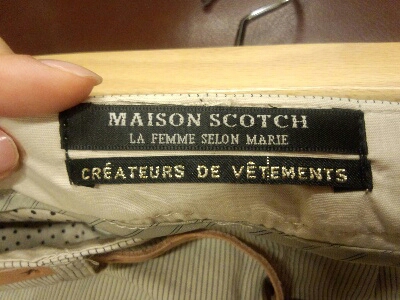 MAISON SCOTCH
LA FEMME SELON MARIE
CRÉATEURS DE VÊTEMENTS